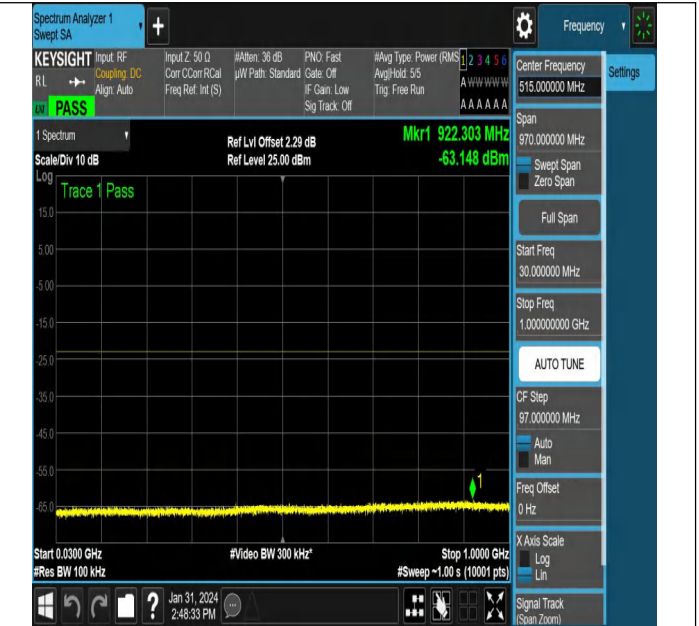 Spectrum Analyzer 1
Swept SA
+
Frequency
KEYSIGHT
RL
PASS
Input: RF
Coupling: DC
Align: Auto
Input Z: 50 Ω
Corr CCorr RCal
Freq Ref: Int (S)
#Atten: 36 dB
µW Path: Standard
PNO: Fast
Gate: Off
IF Gain: Low
Sig Track: Off
#Avg Type: Power (RMS)
Avg|Hold: 5/5
Trig: Free Run
1 2 3 4 5 6
A W W W W W
A A A A A A
1 Spectrum
Scale/Div 10 dB
Log
Ref Lvl Offset 2.29 dB
Ref Level 25.00 dBm
Mkr1 922.303 MHz
-63.148 dBm
Trace 1 Pass
15.0
5.00
-5.00
-15.0
-25.0
-35.0
-45.0
-55.0
-65.0
1
Start 0.0300 GHz
#Res BW 100 kHz
#Video BW 300 kHz*
Stop 1.0000 GHz
#Sweep ~1.00 s (10001 pts)
?
Jan 31, 2024
2:48:33 PM
Center Frequency
515.000000 MHz
Settings
Span
970.000000 MHz
Swept Span
Zero Span
Full Span
Start Freq
30.000000 MHz
Stop Freq
1.000000000 GHz
AUTO TUNE
CF Step
97.000000 MHz
Auto
Man
Freq Offset
0 Hz
X Axis Scale
Log
Lin
Signal Track
(Span Zoom)